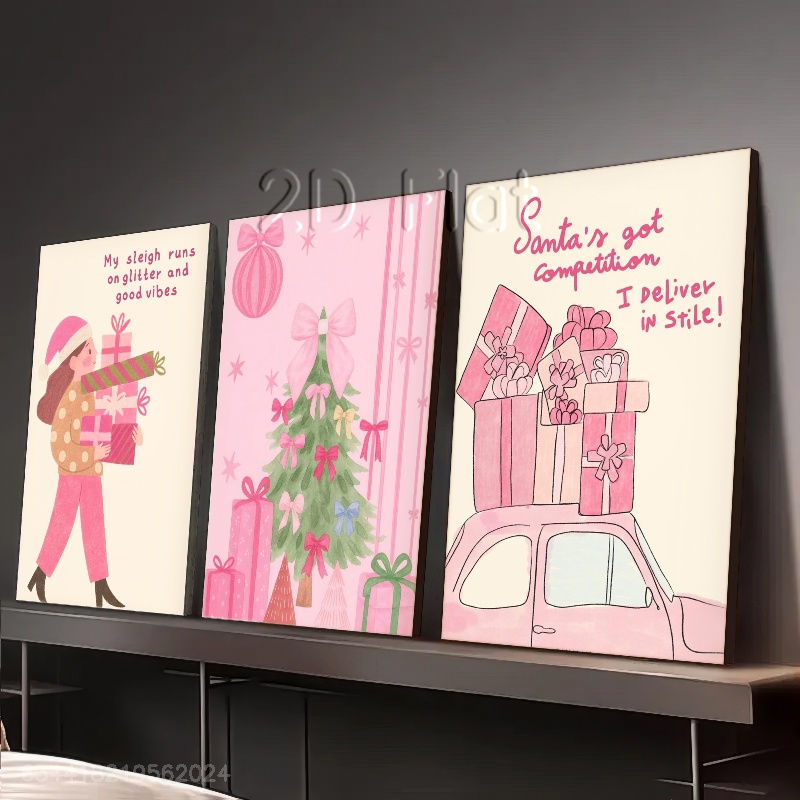 2D Flat
My sleigh runs
on glitter and
good vibes
Santa's got
competition
I Deliver
in Stile!